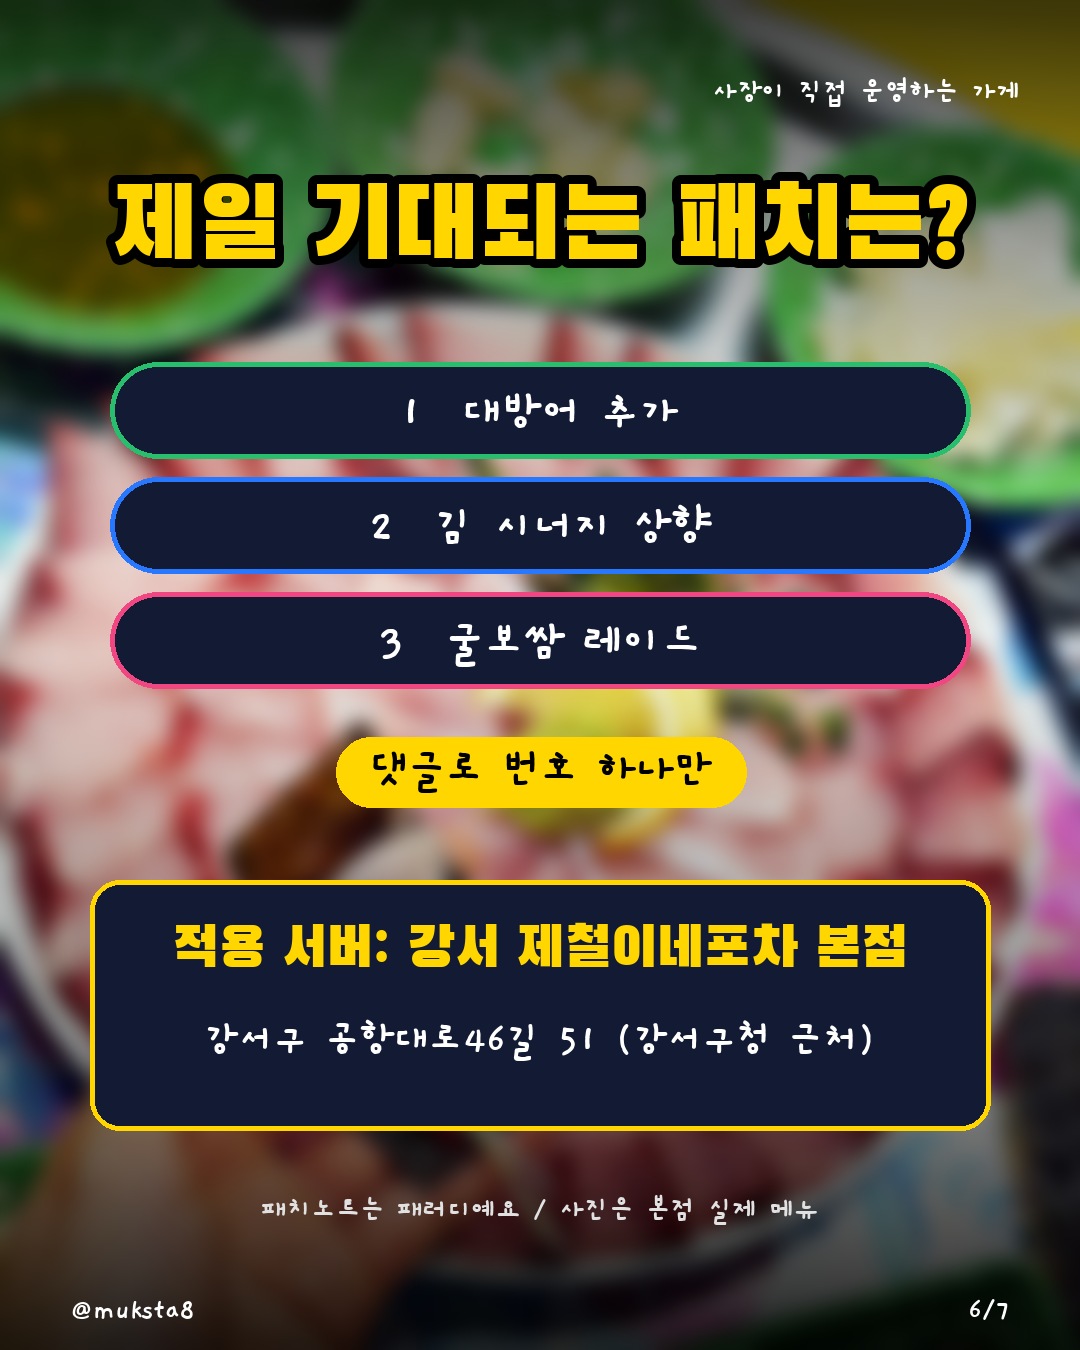 사장이 직접 운영하는 가게
제일 기대되는 패치는?
1 대방어 추가
2 김 시너지 상향
3 굴보쌈 레이드
댓글로 번호 하나만
적용 서버: 강서 제철이네포차 본점
강서구 공항대로46길 51 (강서구청 근처)
패치노트는 패러디예요 / 사진은 본점 실제 메뉴
@muksta8
6/7